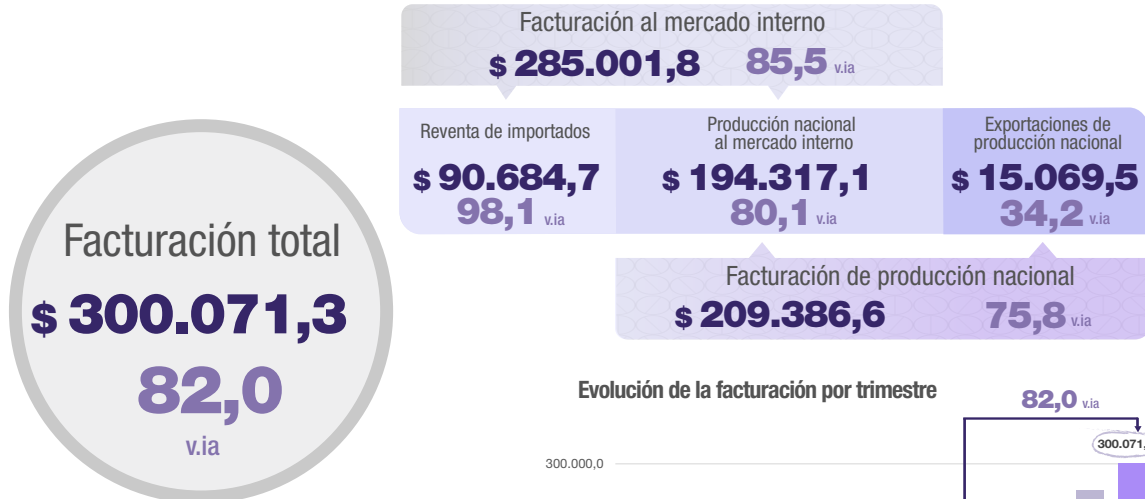 Facturación al mercado interno
$ 285.001,8 85,5 v.ia
Reventa de importados
$ 90.684,7
98,1 v.ia
Producción nacional
al mercado interno
$ 194.317,1
80,1 v.ia
Exportaciones de
producción nacional
$ 15.069,5
34,2 v.ia
Facturación de producción nacional
$ 209.386,6 75,8 v.ia
Facturación total
$ 300.071,3
82,0
v.ia
Evolución de la facturación por trimestre
82,0 v.ia
300.071,
300.000,0